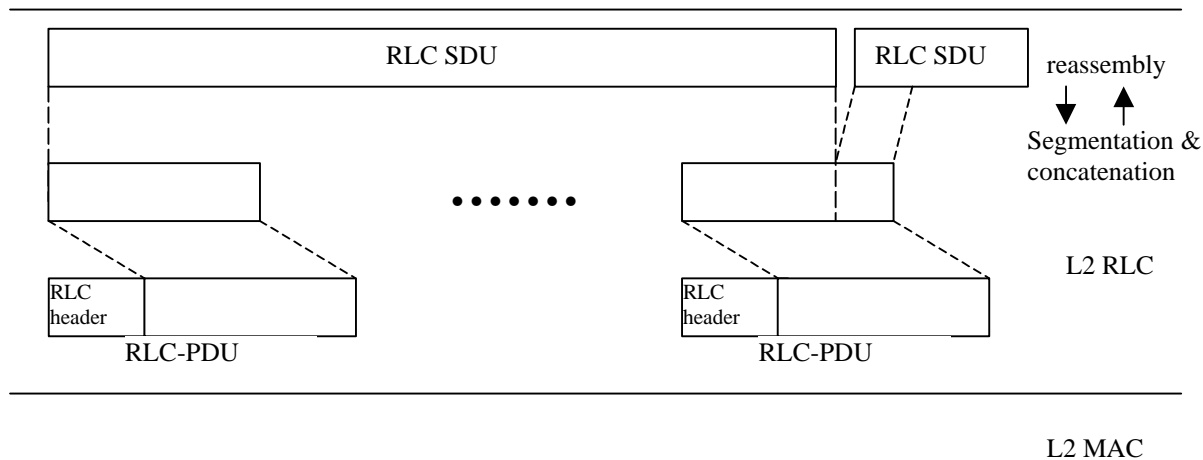 RLC SDU
RLC SDU
reassembly
Segmentation &
concatenation
L2 RLC
RLC
header
RLC
header
RLC-PDU
RLC-PDU
L2 MAC